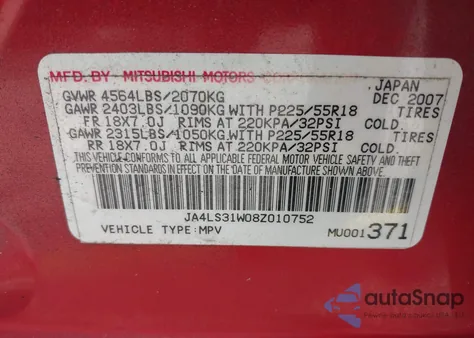 MFD. BY MITSUBISHI MOTORS CORPORATION JAPAN
GVWR 4564LBS/2070KG DEC 2007
GAWR 2403LBS/1090KG WITH P225/55R18 TIRES
FR 18X7.0J RIMS AT 220KPA/32PSI COLD.
GAWR 2315LBS/1050KG WITH P225/55R18 TIRES
RR 18X7.0J RIMS AT 220KPA/32PSI COLD.
THIS VEHICLE CONFORMS TO ALL APPLICABLE FEDERAL MOTOR VEHICLE SAFETY AND
THEFT PREVENTION STANDARDS IN EFFECT ON THE DATE OF MANUFACTURE SHOWN ABOVE.
JA4LS31W08Z010752
VEHICLE TYPE:MPV MU001371
autoSnap